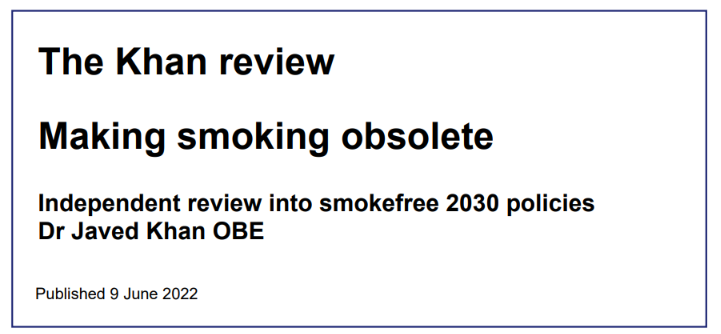 The Khan review
Making smoking obsolete
Independent review into smokefree 2030 policies
Dr Javed Khan OBE
Published 9 June 2022